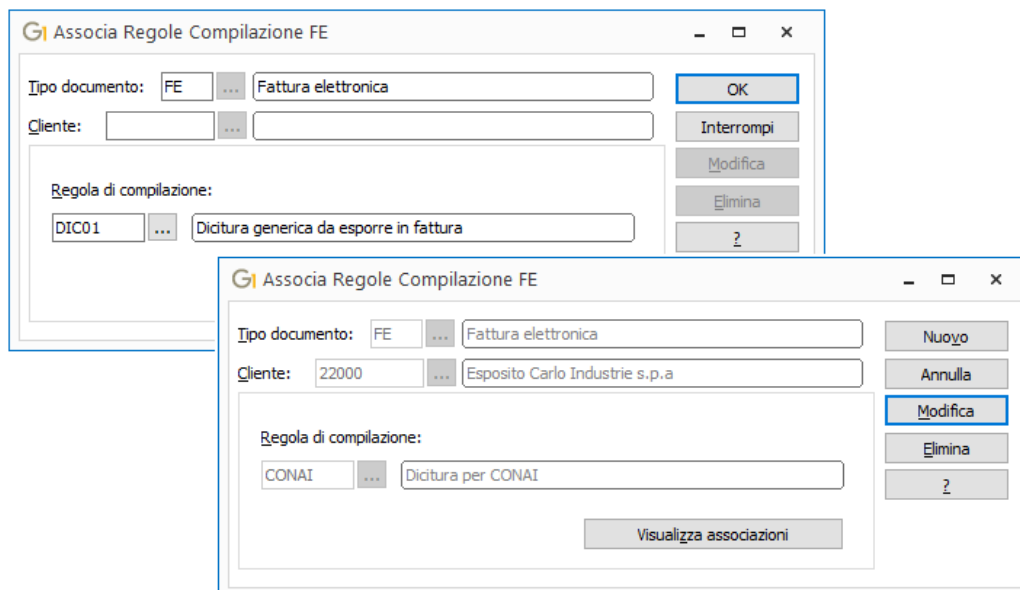 G1 Associa Regole Compilazione FE
Tipo documento: FE ... Fattura elettronica
OK
Cliente: ...
Interrompi
Modifica
Regola di compilazione:
Elimina
DIC01 ... Dicitura generica da esporre in fattura
?
G1 Associa Regole Compilazione FE
Tipo documento: FE ... Fattura elettronica
Nuovo
Cliente: 22000 ... Esposito Carlo Industrie s.p.a
Annulla
Modifica
Regola di compilazione:
Elimina
CONAI ... Dicitura per CONAI
?
Visualizza associazioni